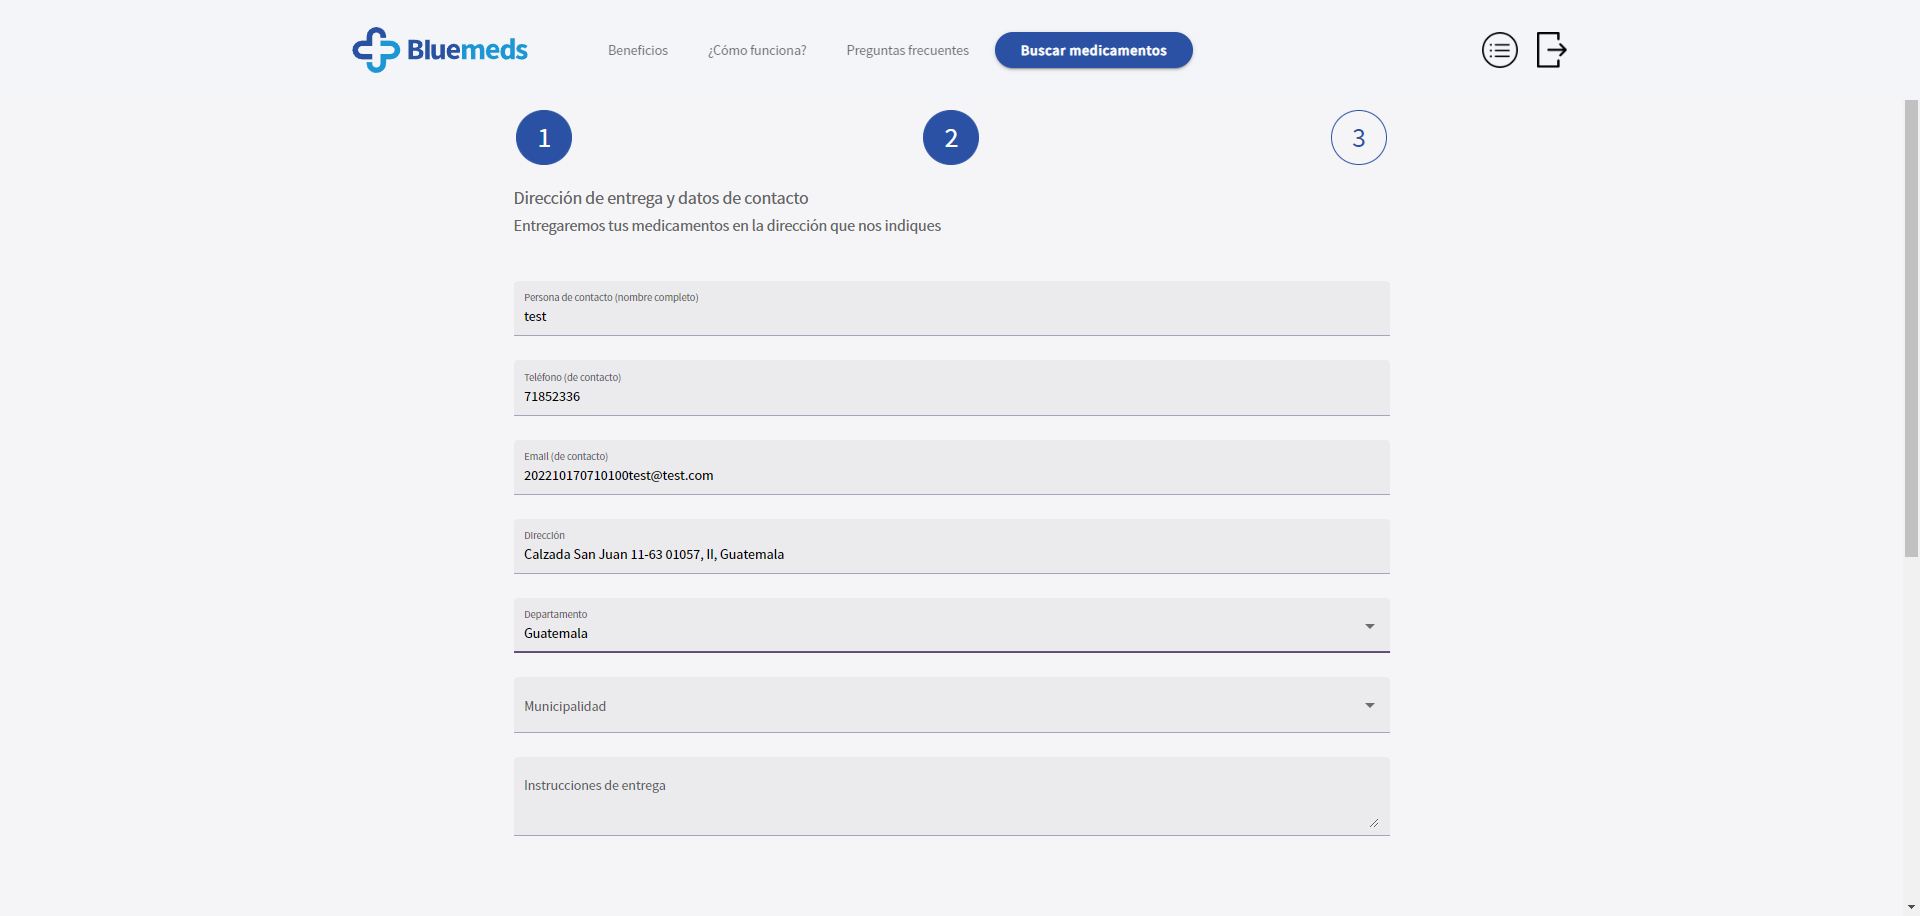 Bluemeds
Beneficios
¿Cómo funciona?
Preguntas frecuentes
Buscar medicamentos
1
2
3
Dirección de entrega y datos de contacto
Entregaremos tus medicamentos en la dirección que nos indiques
Persona de contacto (nombre completo)
test
Teléfono (de contacto)
71852336
Email (de contacto)
202210170710100test@test.com
Dirección
Calzada San Juan 11-63 01057, II, Guatemala
Departamento
Guatemala
Municipalidad
Instrucciones de entrega